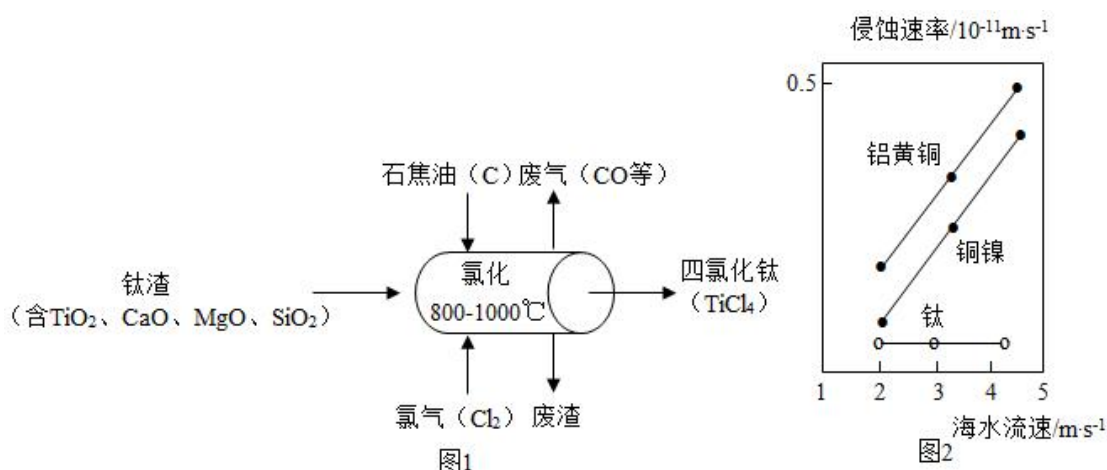 石焦油（C）废气（CO等）
钛渣
（含TiO₂、CaO、MgO、SiO₂）
氯化
800-1000℃
四氯化钛
（TiCl₄）
氯气（Cl₂）废渣
图1
侵蚀速率/10⁻¹¹m·s⁻¹
0.5
铝黄铜
铜镍
钛
1 2 3 4 5
海水流速/m·s⁻¹
图2